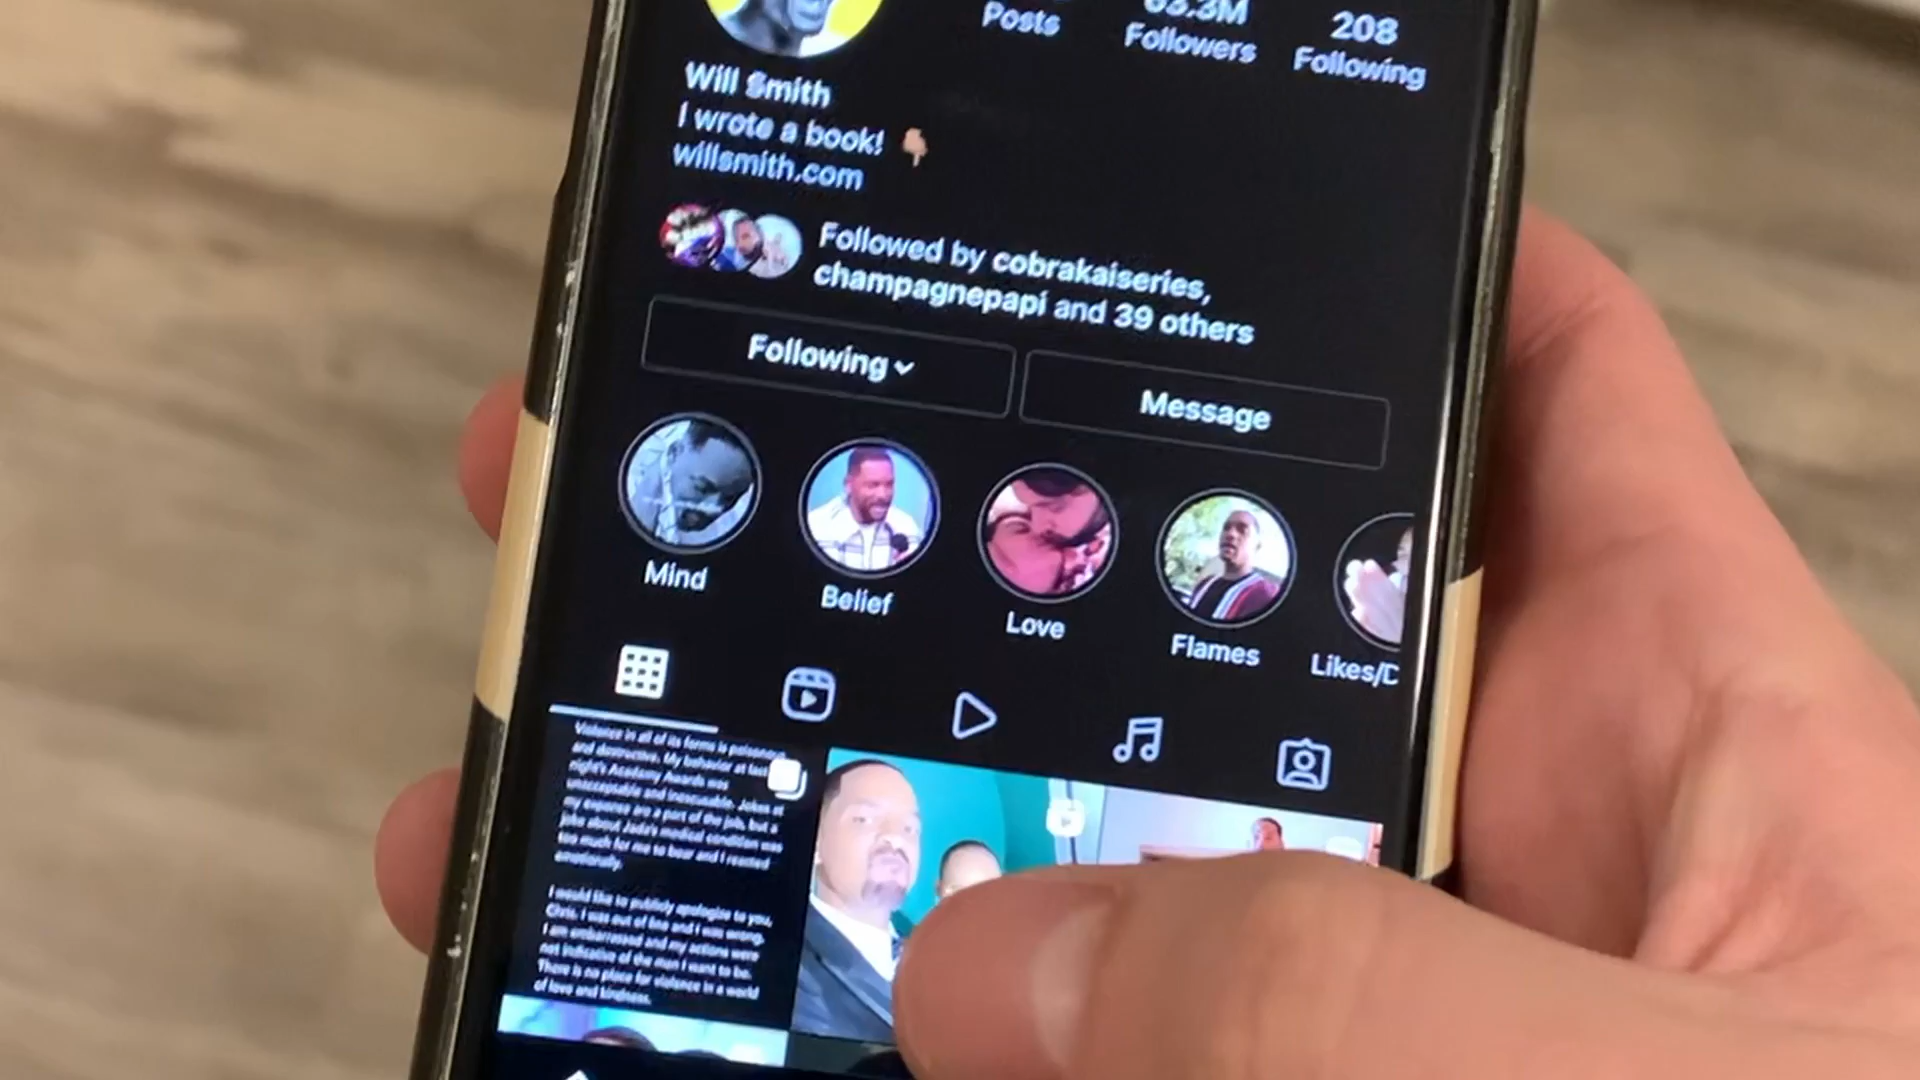 Posts
63.3M
Followers
208
Following
Will Smith
I wrote a book! 👇🏼
willsmith.com
Followed by cobrakaiseries,
champagnepapi and 39 others
Following
Message
Mind
Belief
Love
Flames
Likes/D
Violence in all of its forms is poisonous
and destructive. My behavior at last
night's Academy Awards was
unacceptable and inexcusable. Jokes at
my expense are a part of the job, but a
joke about Jada's medical condition was
too much for me to bear and I reacted
emotionally.
I would like to publicly apologize to you,
Chris. I was out of line and I was wrong.
I am embarrassed and my actions were
not indicative of the man I want to be.
There is no place for violence in a world
of love and kindness.